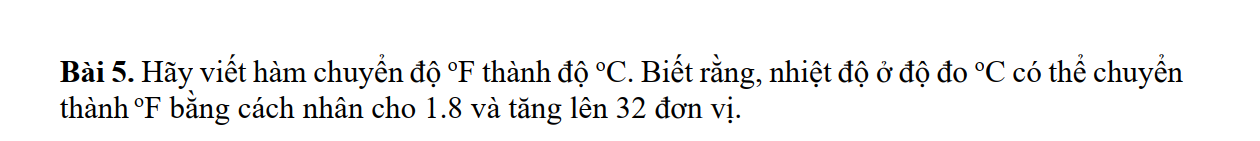 Bài 5. Hãy viết hàm chuyển độ ºF thành độ ºC. Biết rằng, nhiệt độ ở độ đo ºC có thể chuyển
thành ºF bằng cách nhân cho 1.8 và tăng lên 32 đơn vị.